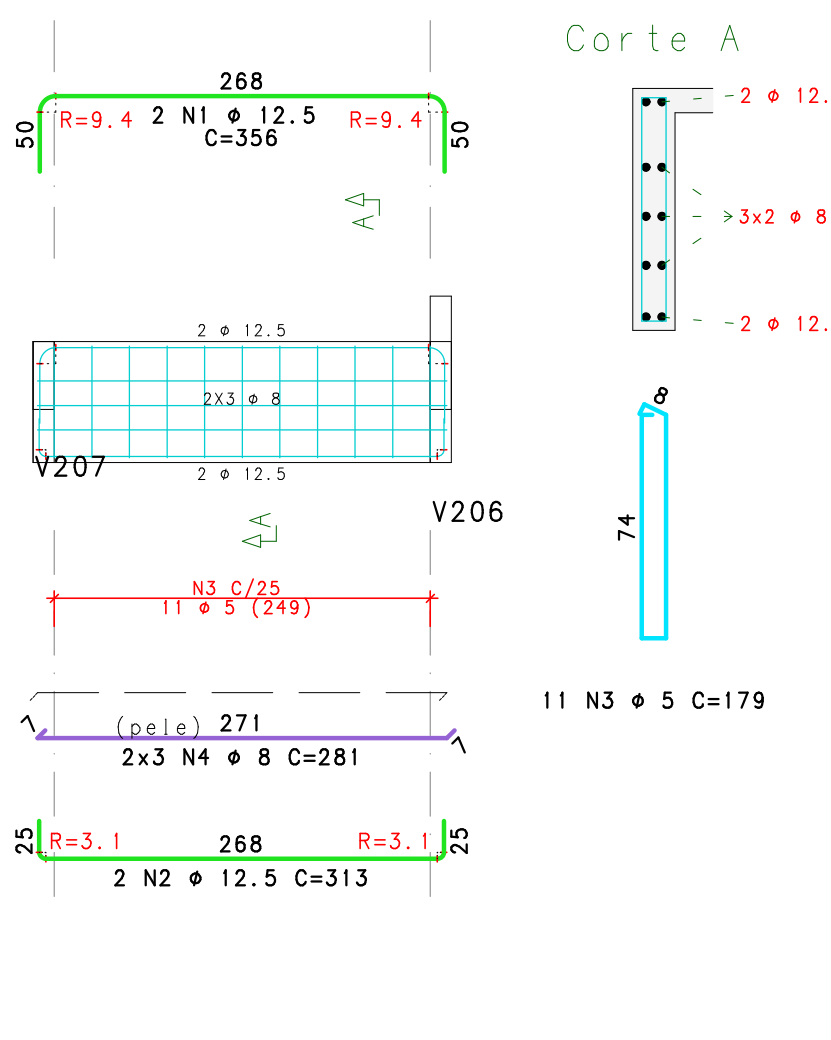 Corte A
268
2 N1  φ 12.5
C=356
R=9.4
R=9.4
50
50
2 φ 12.
3x2 φ 8
2 φ 12.
A
2 φ 12.5
2X3 φ 8
2 φ 12.5
V207
V206
A
8
74
N3 C/25
11 φ 5 (249)
11 N3 φ 5 C=179
7
(pele) 271
2x3 N4 φ 8 C=281
7
25
R=3.1
268
R=3.1
25
2 N2 φ 12.5 C=313